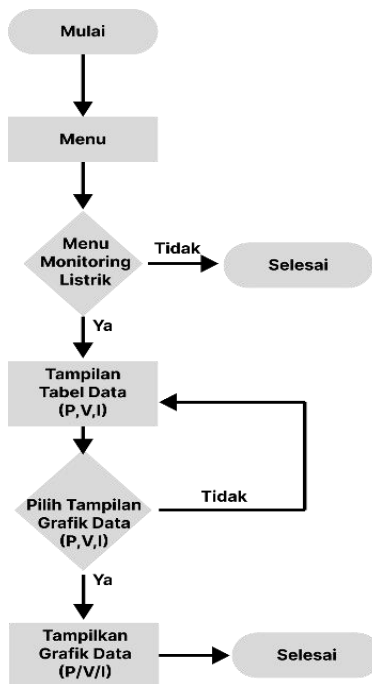 Mulai
Menu
Menu
Monitoring
Listrik
Tidak
Selesai
Ya
Tampilan
Tabel Data
(P,V,I)
Pilih Tampilan
Grafik Data
(P,V,I)
Tidak
Ya
Tampilkan
Grafik Data
(P/V/I)
Selesai